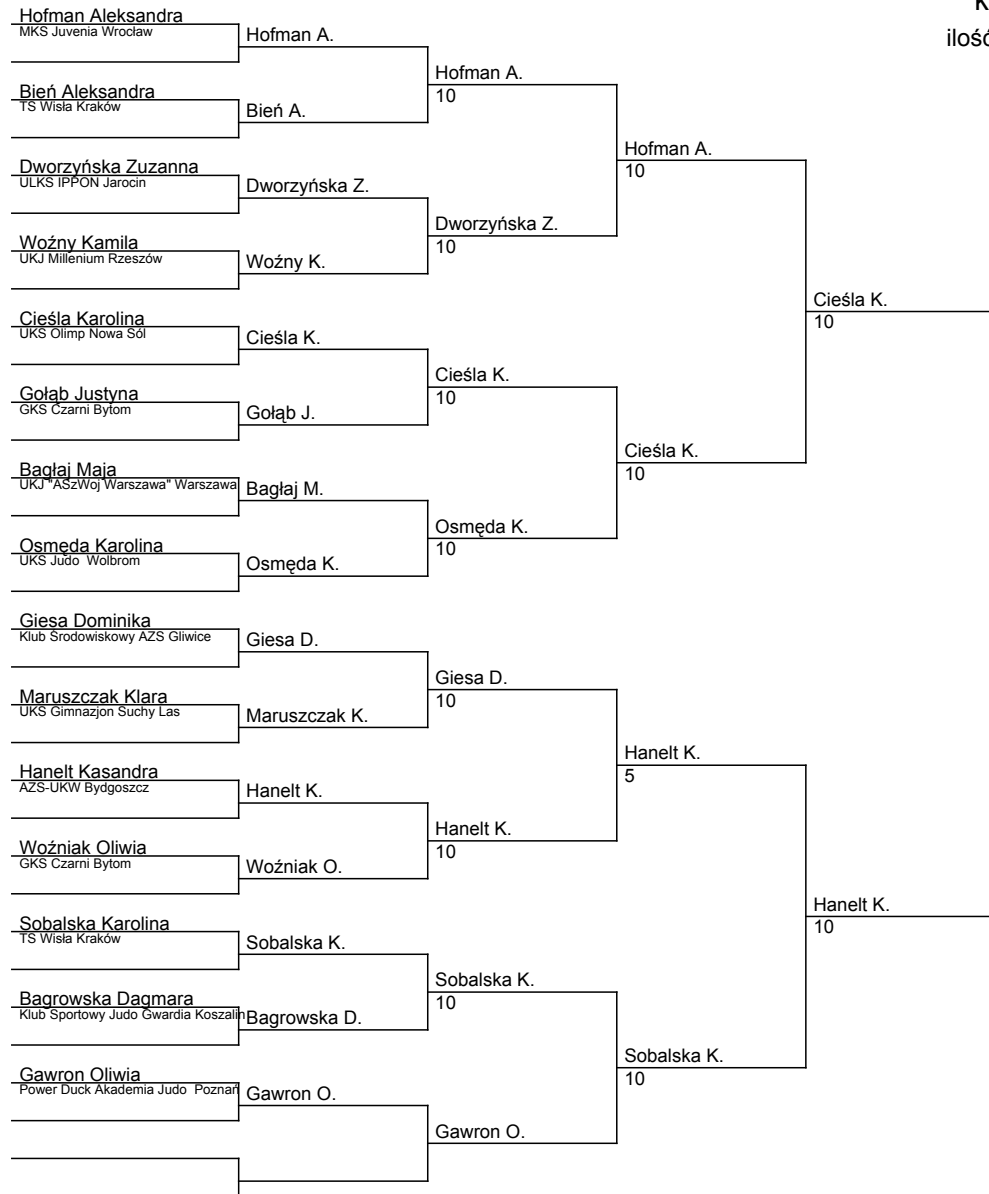 K
ilość
Hofman Aleksandra
MKS Juvenia Wrocław
Bień Aleksandra
TS Wisła Kraków
Dworzyńska Zuzanna
ULKS IPPON Jarocin
Woźny Kamila
UKJ Millenium Rzeszów
Cieśla Karolina
UKS Olimp Nowa Sól
Gołąb Justyna
GKS Czarni Bytom
Bagłaj Maja
UKJ "ASzWoj Warszawa" Warszawa
Osmęda Karolina
UKS Judo Wolbrom
Giesa Dominika
Klub Środowiskowy AZS Gliwice
Maruszczak Klara
UKS Gimnazjon Suchy Las
Hanelt Kasandra
AZS-UKW Bydgoszcz
Woźniak Oliwia
GKS Czarni Bytom
Sobalska Karolina
TS Wisła Kraków
Bagrowska Dagmara
Klub Sportowy Judo Gwardia Koszalin
Gawron Oliwia
Power Duck Akademia Judo Poznań
Hofman A.
Bień A.
Dworzyńska Z.
Woźny K.
Cieśla K.
Gołąb J.
Bagłaj M.
Osmęda K.
Giesa D.
Maruszczak K.
Hanelt K.
Woźniak O.
Sobalska K.
Bagrowska D.
Gawron O.
Hofman A.
10
Dworzyńska Z.
10
Cieśla K.
10
Osmęda K.
10
Giesa D.
10
Hanelt K.
10
Sobalska K.
10
Gawron O.
Hofman A.
10
Cieśla K.
10
Hanelt K.
5
Sobalska K.
10
Cieśla K.
10
Hanelt K.
10